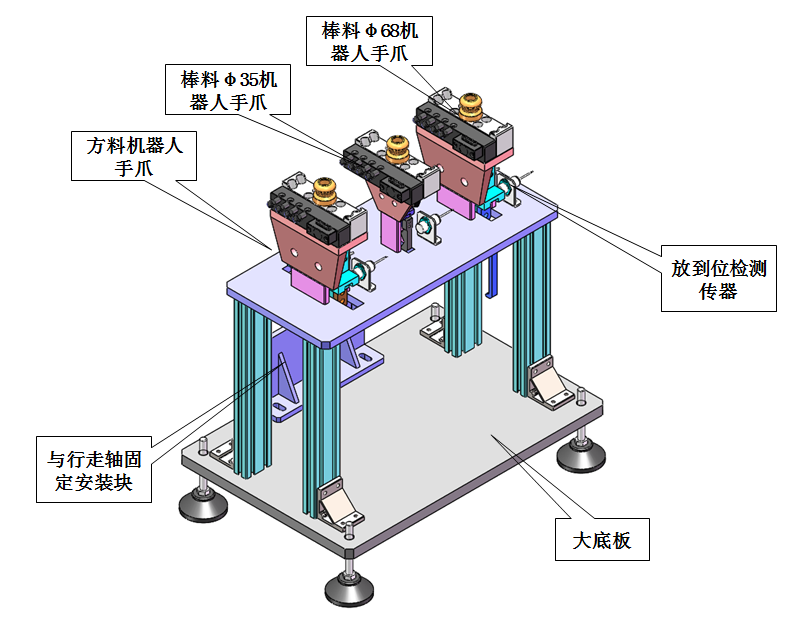 棒料φ68机
器人手爪
棒料φ35机
器人手爪
方料机器人
手爪
放到位检测
传器
与行走轴固
定安装块
大底板